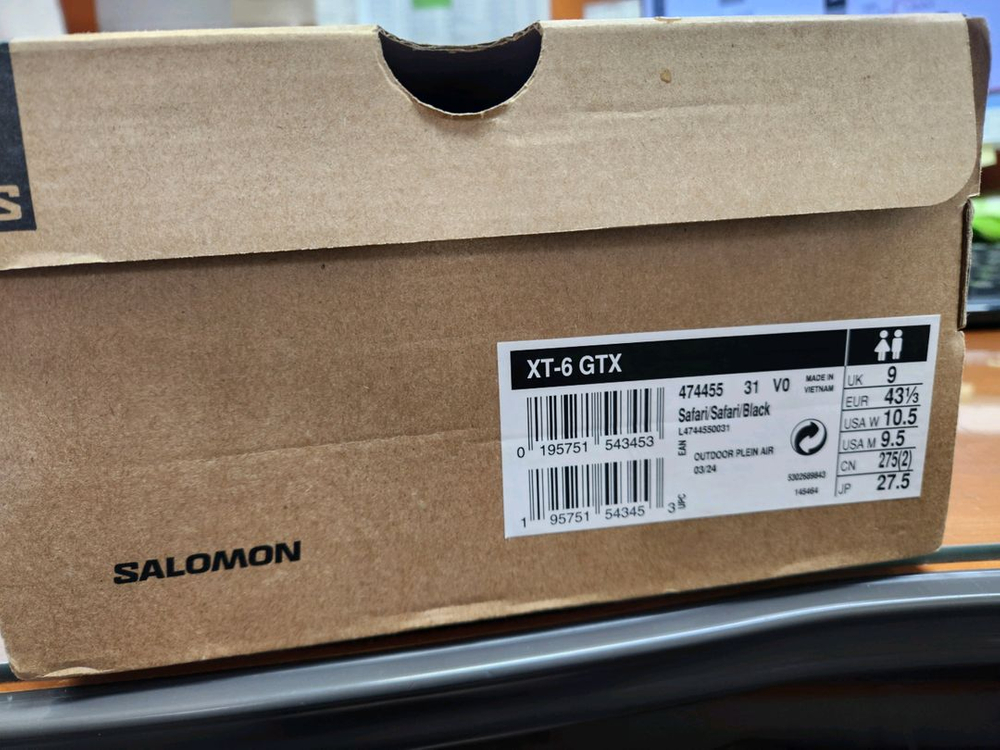 S
XT-6 GTX
474455 31 V0
MADE IN
VIETNAM
Safari/Safari/Black
L4744550031
EAN
0 195751 543453
OUTDOOR PLEIN AIR
03/24
5302689843
145464
1 95751 54345 3
UPC
UK 9
EUR 43⅓
USA W 10.5
USA M 9.5
CN 275(2)
JP 27.5
SALOMON